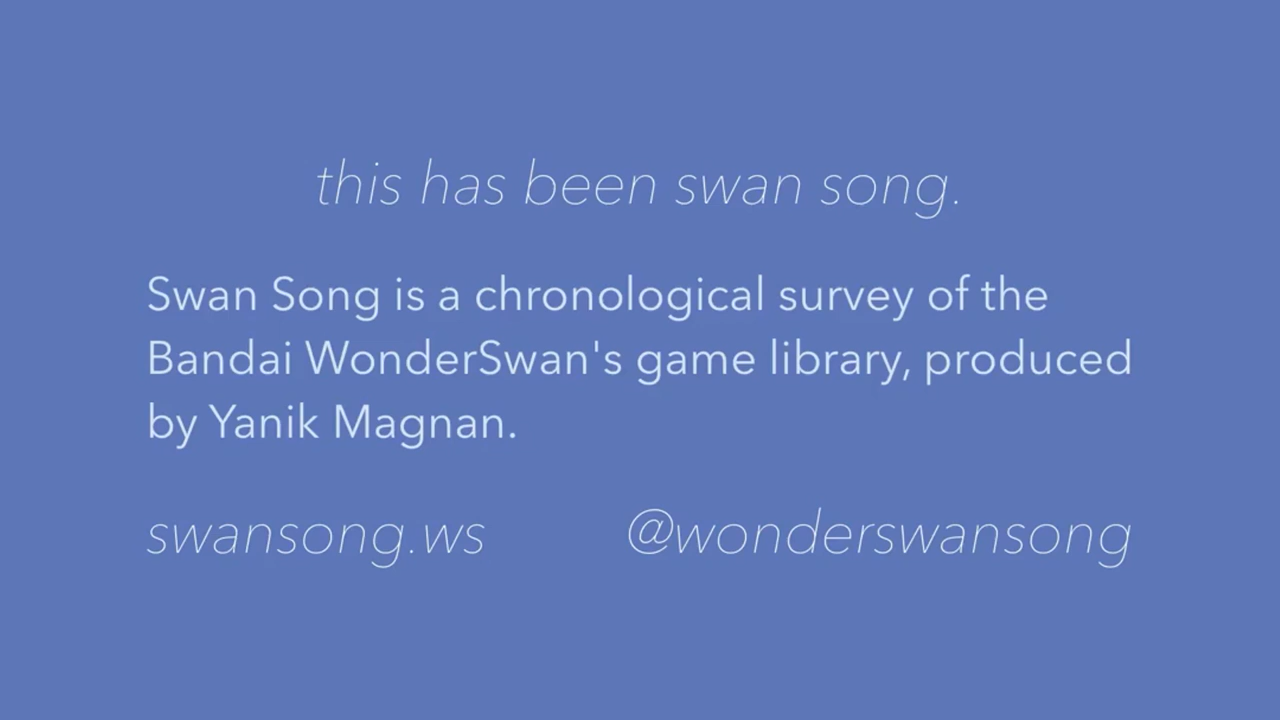 this has been swan song.
Swan Song is a chronological survey of the
Bandai WonderSwan's game library, produced
by Yanik Magnan.
swansong.ws @wonderswansong